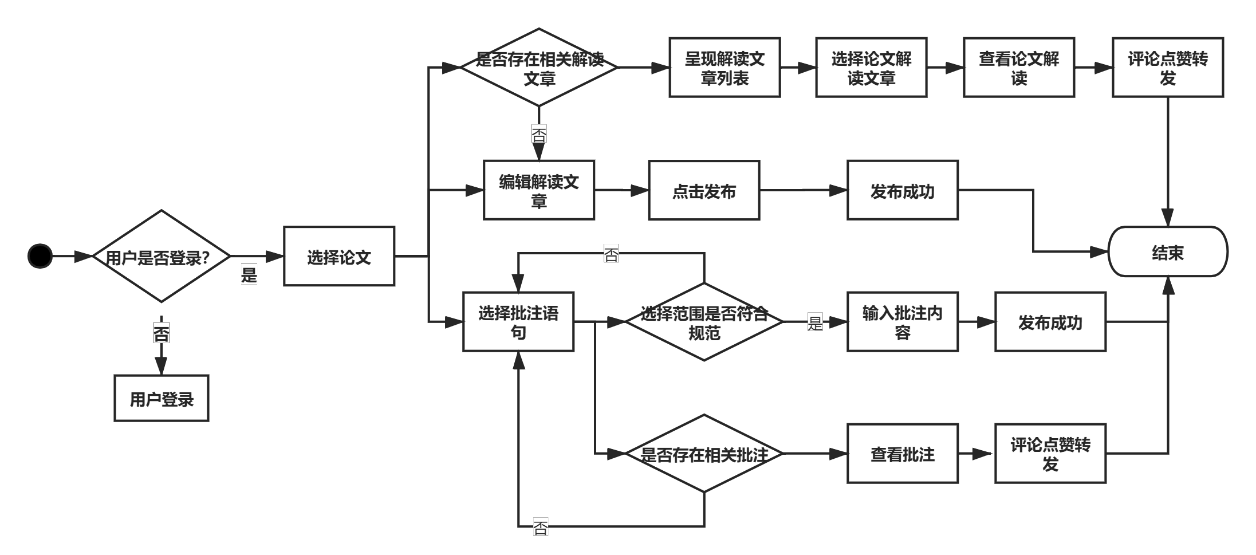 是否存在相关解读
文章
呈现解读文
章列表
选择论文解
读文章
查看论文解
读
评论点赞转
发
否
编辑解读文
章
点击发布
发布成功
用户是否登录?
是
选择论文
结束
否
用户登录
否
选择批注语
句
选择范围是否符合
规范
是
输入批注内
容
发布成功
是否存在相关批注
查看批注
评论点赞转
发
否